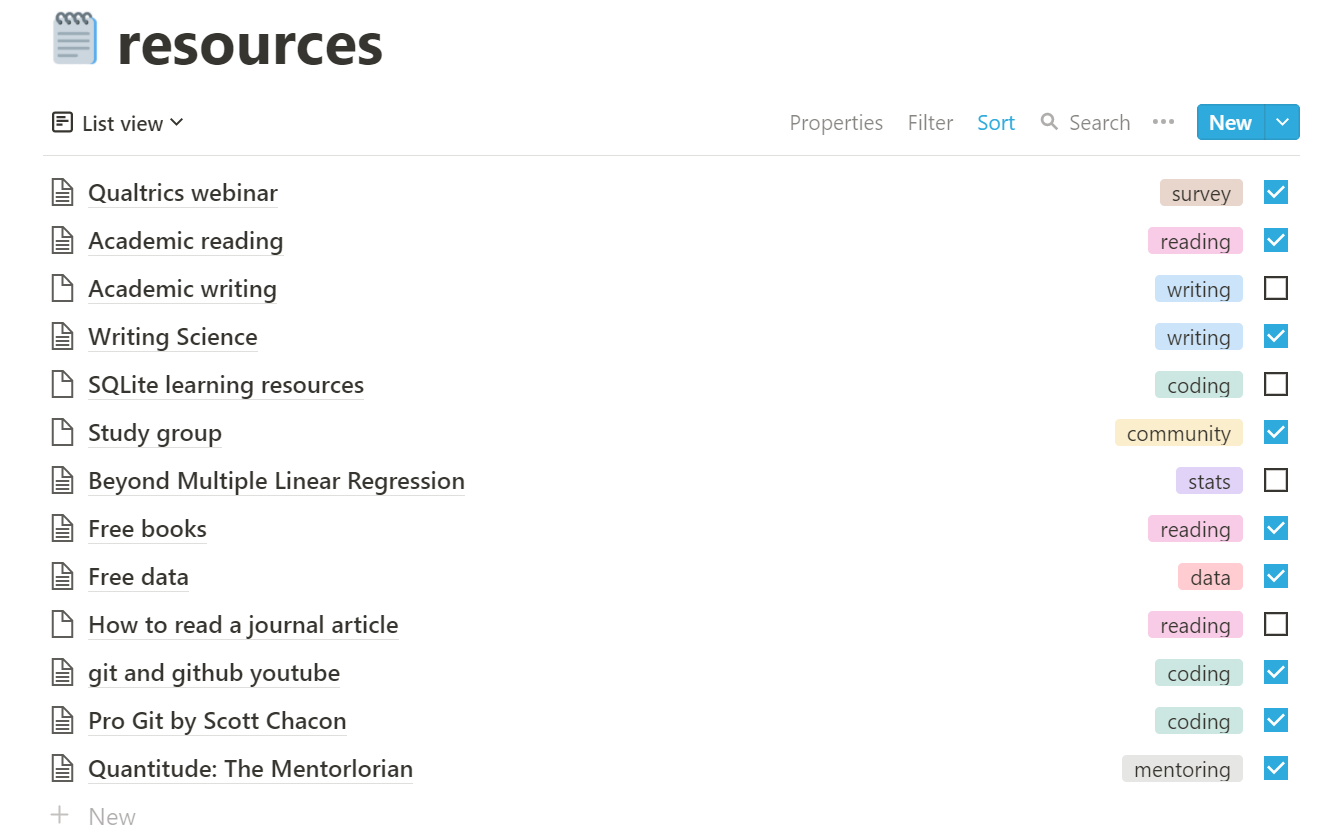 resources
List view Properties Filter Sort Search New
Qualtrics webinar survey
Academic reading reading
Academic writing writing
Writing Science writing
SQLite learning resources coding
Study group community
Beyond Multiple Linear Regression stats
Free books reading
Free data data
How to read a journal article reading
git and github youtube coding
Pro Git by Scott Chacon coding
Quantitude: The Mentorlorian mentoring
New